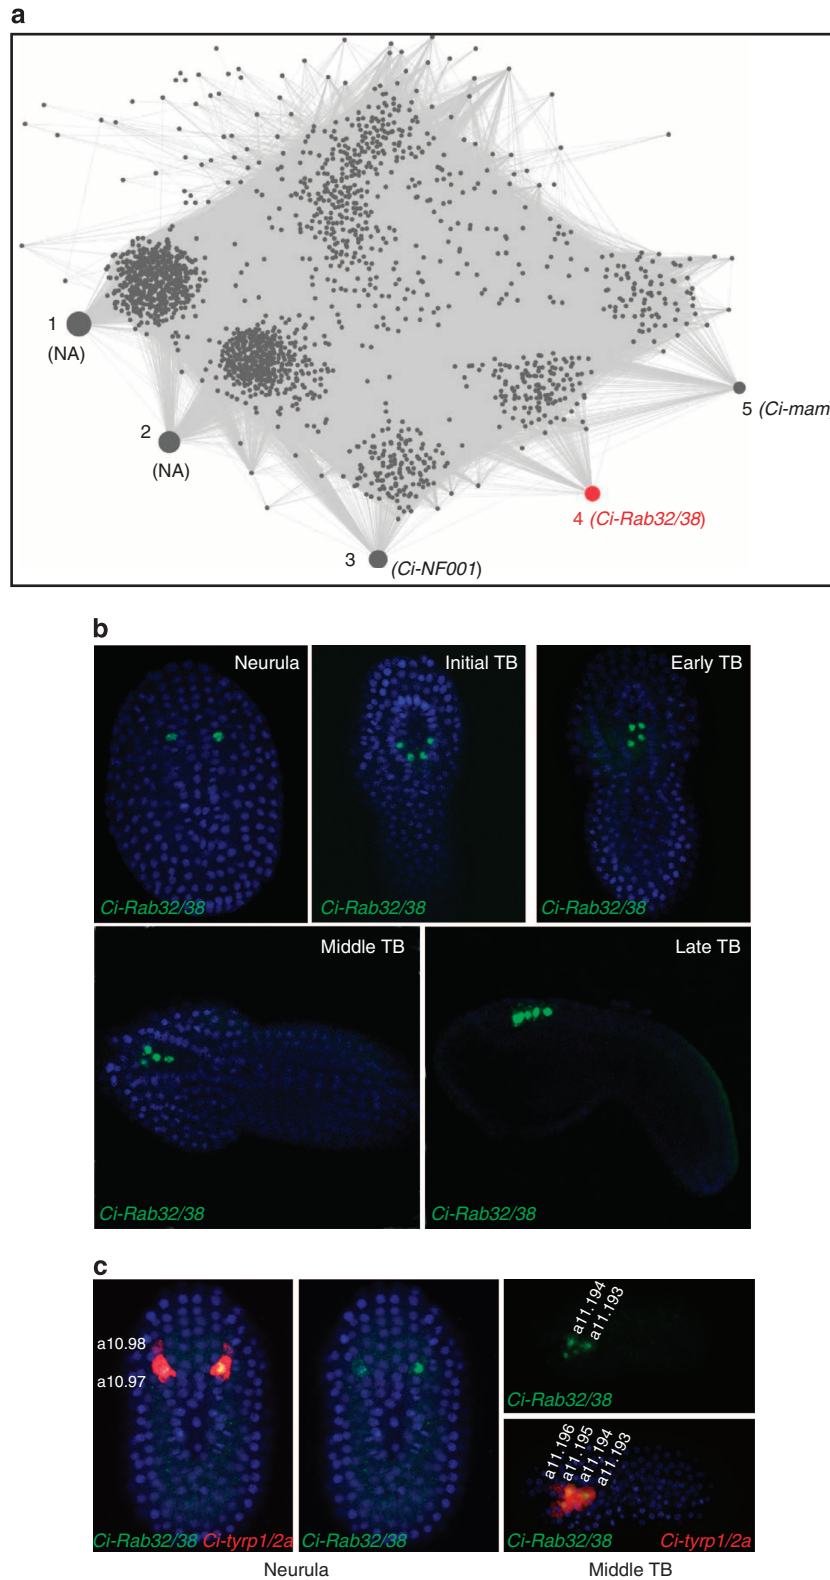 a
1
(NA)
2
(NA)
3
(Ci-NF001)
4 (Ci-Rab32/38)
5 (Ci-mam
b
Neurula
Ci-Rab32/38
Initial TB
Ci-Rab32/38
Early TB
Ci-Rab32/38
Middle TB
Ci-Rab32/38
Late TB
Ci-Rab32/38
c
a10.98
a10.97
Ci-Rab32/38 Ci-tyrp1/2a
Ci-Rab32/38
Neurula
a11.194
a11.193
Ci-Rab32/38
a11.196
a11.195
a11.194
a11.193
Ci-Rab32/38 Ci-tyrp1/2a
Middle TB